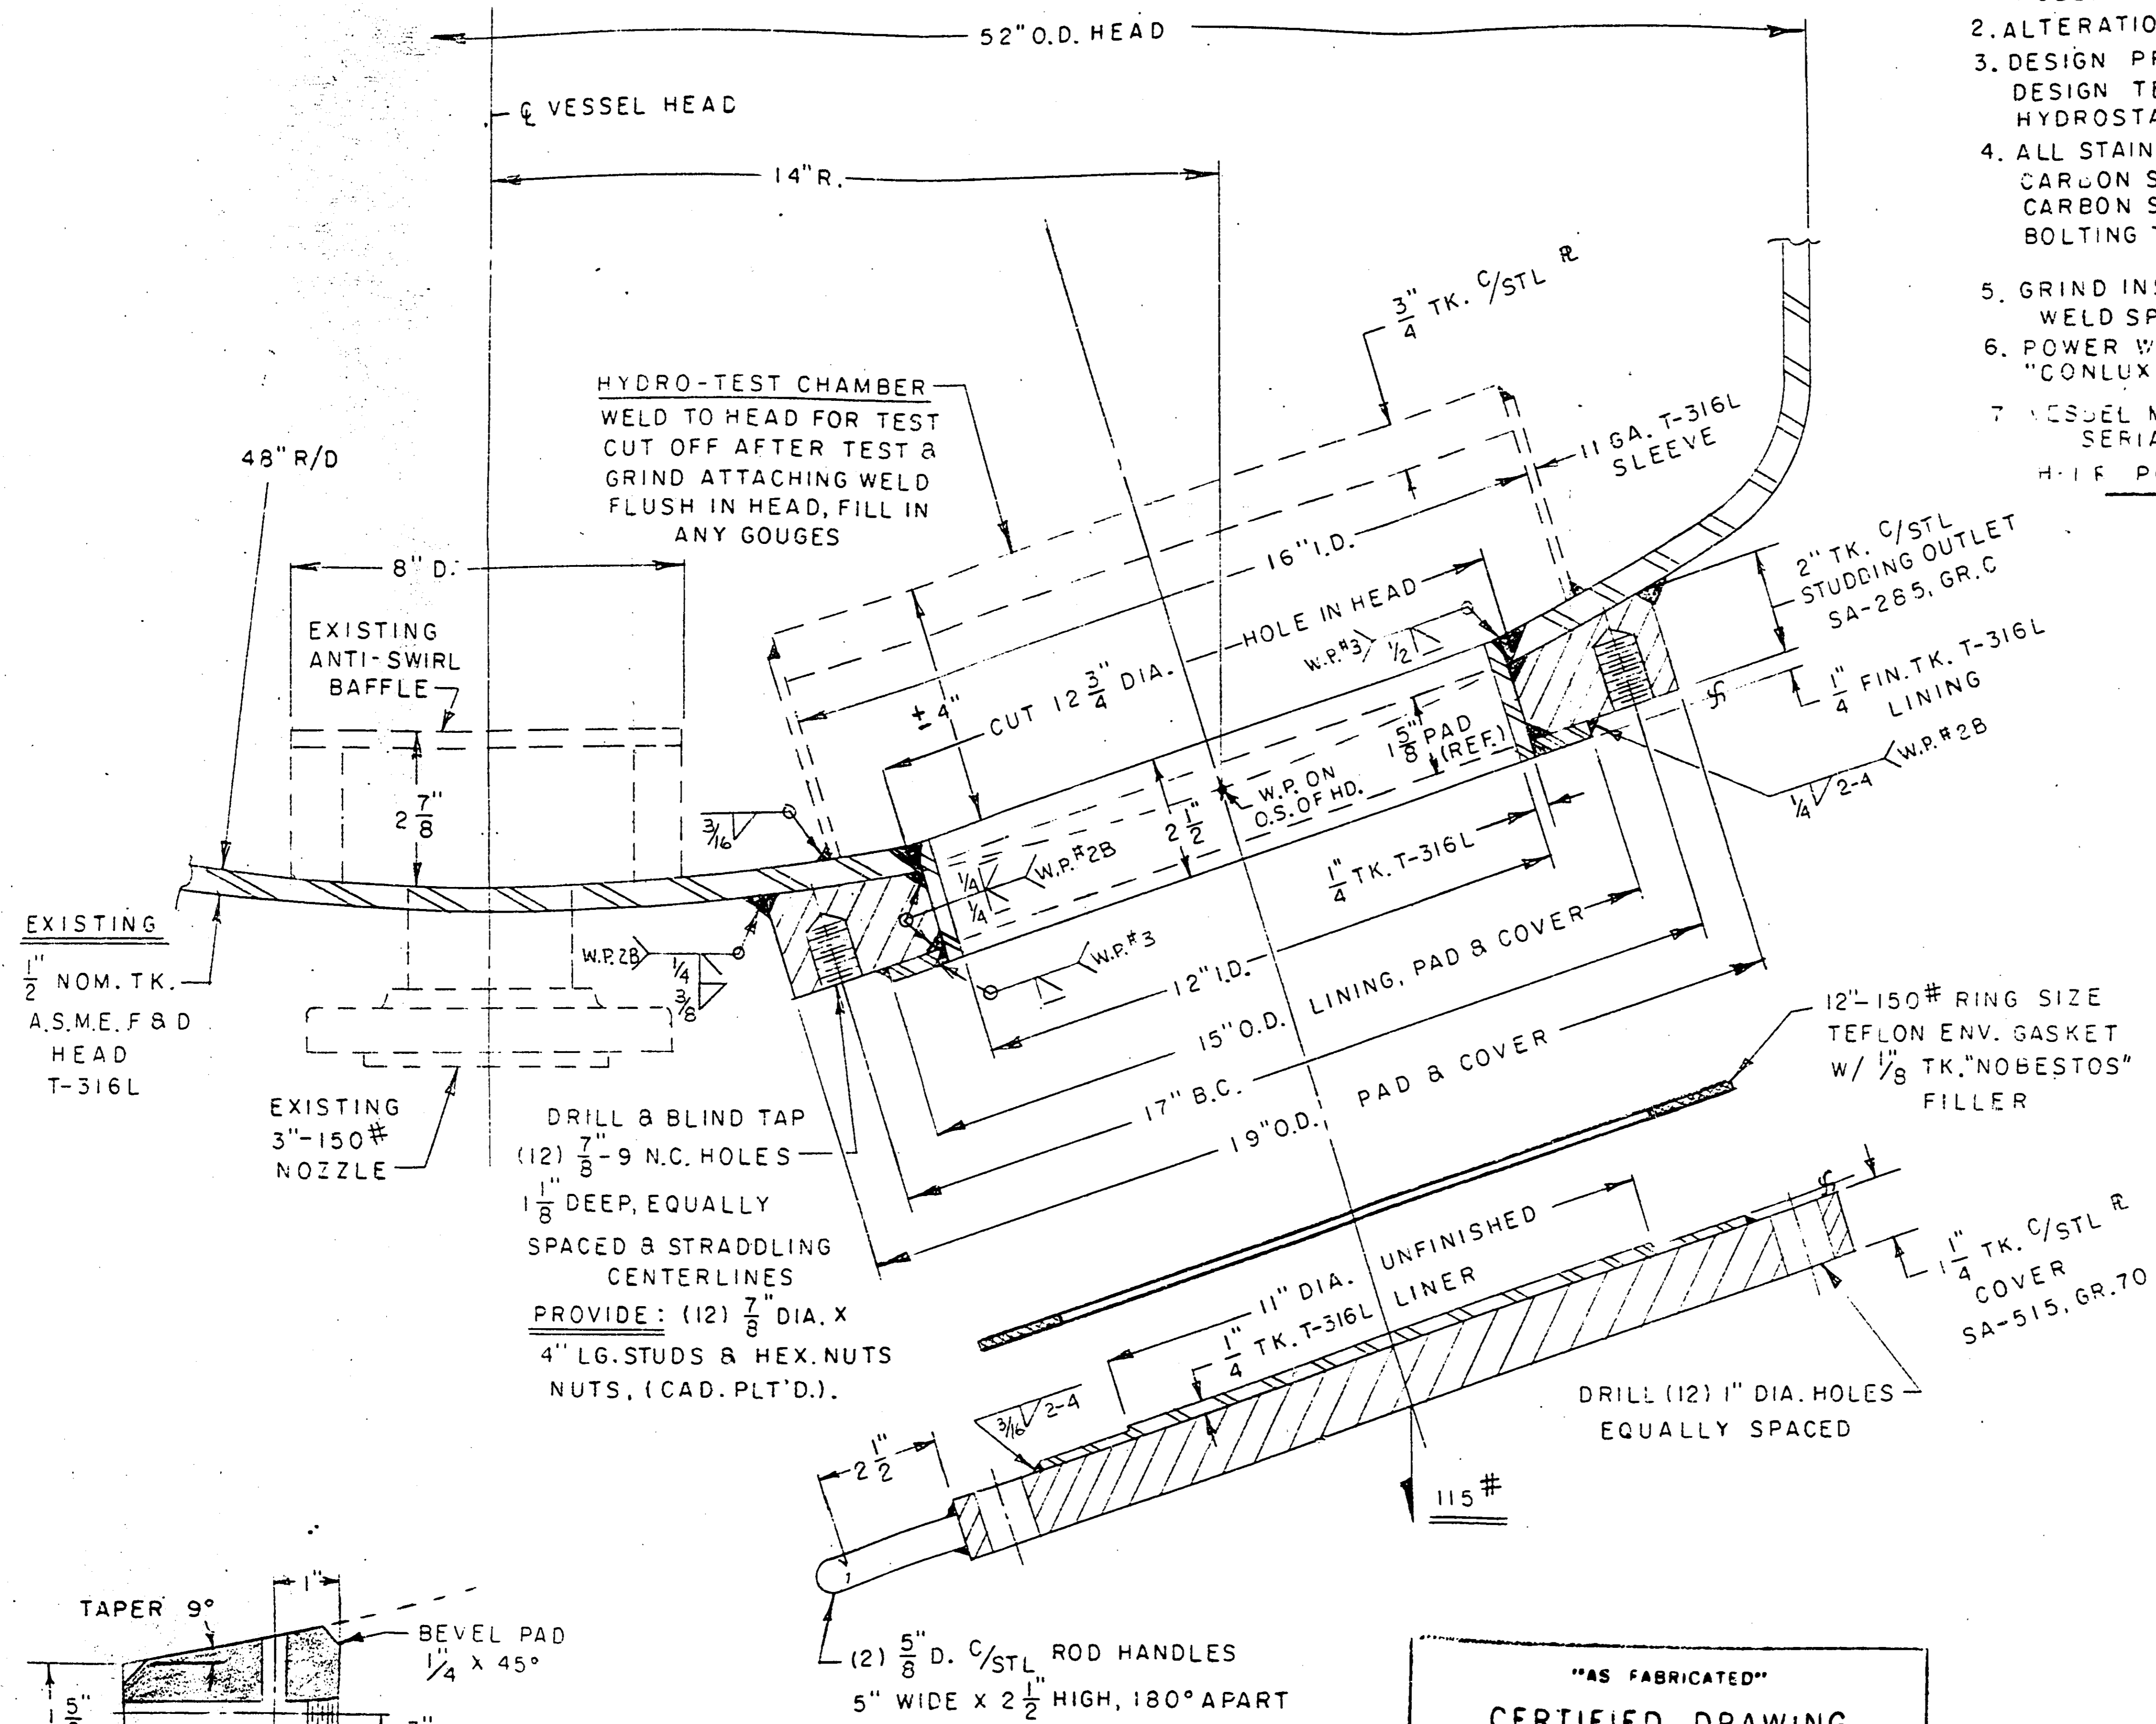 52" O.D. HEAD
℄ VESSEL HEAD
14" R.
2. ALTERATIO
3. DESIGN PR
DESIGN TE
HYDROSTA
4. ALL STAIN
CARBON S
CARBON S
BOLTING T
5. GRIND INS
WELD SP
6. POWER W
"CONLUX
7 VESSEL M
SERIA
3/4" TK. C/STL ℞
HYDRO-TEST CHAMBER
WELD TO HEAD FOR TEST
CUT OFF AFTER TEST &
GRIND ATTACHING WELD
FLUSH IN HEAD, FILL IN
ANY GOUGES
11 GA. T-316L
SLEEVE
48" R/D
8" D.
16" I.D.
HOLE IN HEAD
CUT 12 3/4" DIA.
± 4"
W.P.#3 1/2
2" TK. C/STL
STUDDING OUTLET
SA-285, GR.C
1/4" FIN. TK. T-316L
LINING
W.P.#2B
1/4 2-4
EXISTING
ANTI-SWIRL
BAFFLE
2 7/8"
3/16
1 5/8" PAD
(REF.)
W.P. ON
O.S. OF HD.
2 1/2"
W.P.#2B
1/4
1/4
1/4" TK. T-316L
W.P.#3
W.P.2B
1/4
3/8
EXISTING
1/2" NOM. TK.
A.S.M.E. F & D
HEAD
T-316L
EXISTING
3"-150#
NOZZLE
12" I.D.
15" O.D. LINING, PAD & COVER
17" B.C.
19" O.D. PAD & COVER
12"-150# RING SIZE
TEFLON ENV. GASKET
W/ 1/8" TK. "NOBESTOS"
FILLER
DRILL & BLIND TAP
(12) 7/8"-9 N.C. HOLES
1 1/8" DEEP, EQUALLY
SPACED & STRADDLING
CENTERLINES
PROVIDE: (12) 7/8" DIA. X
4" LG. STUDS & HEX. NUTS
NUTS, (CAD. PLT'D.).
11" DIA. UNFINISHED
1/4" TK. T-316L LINER
1 1/4" TK. C/STL ℞
COVER
SA-515, GR.70
3/16 2-4
2 1/2"
DRILL (12) 1" DIA. HOLES
EQUALLY SPACED
115#
(2) 5/8" D. C/STL ROD HANDLES
5" WIDE X 2 1/2" HIGH, 180° APART
1"
TAPER 9°
BEVEL PAD
1/4" X 45°
"AS FABRICATED"
CERTIFIED DRAWING